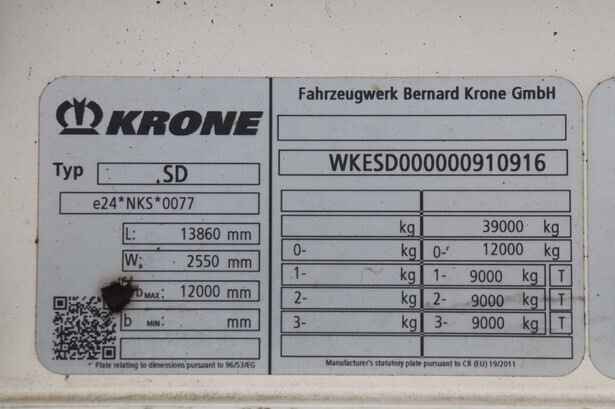 KRONE
Typ SD
e24*NKS*0077
L: 13860 mm
W: 2550 mm
b MAX: 12000 mm
b MIN: mm
Plate relating to dimensions pursuant to 96/53/EG
Fahrzeugwerk Bernard Krone GmbH
WKESD000000910916
kg 39000 kg
0- kg 0- 12000 kg
1- kg 1- 9000 kg T
2- kg 2- 9000 kg T
3- kg 3- 9000 kg T
Manufacturer's statutory plate pursuant to CR (EU) 19/2011